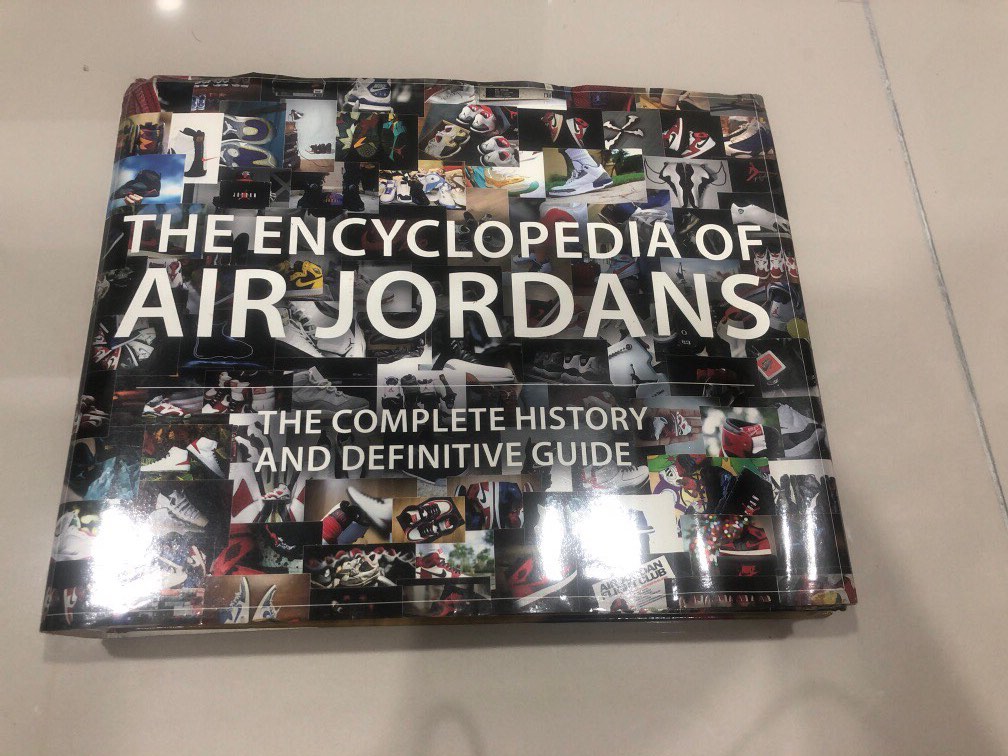 THE ENCYCLOPEDIA OF
AIR JORDANS
THE COMPLETE HISTORY
AND DEFINITIVE GUIDE